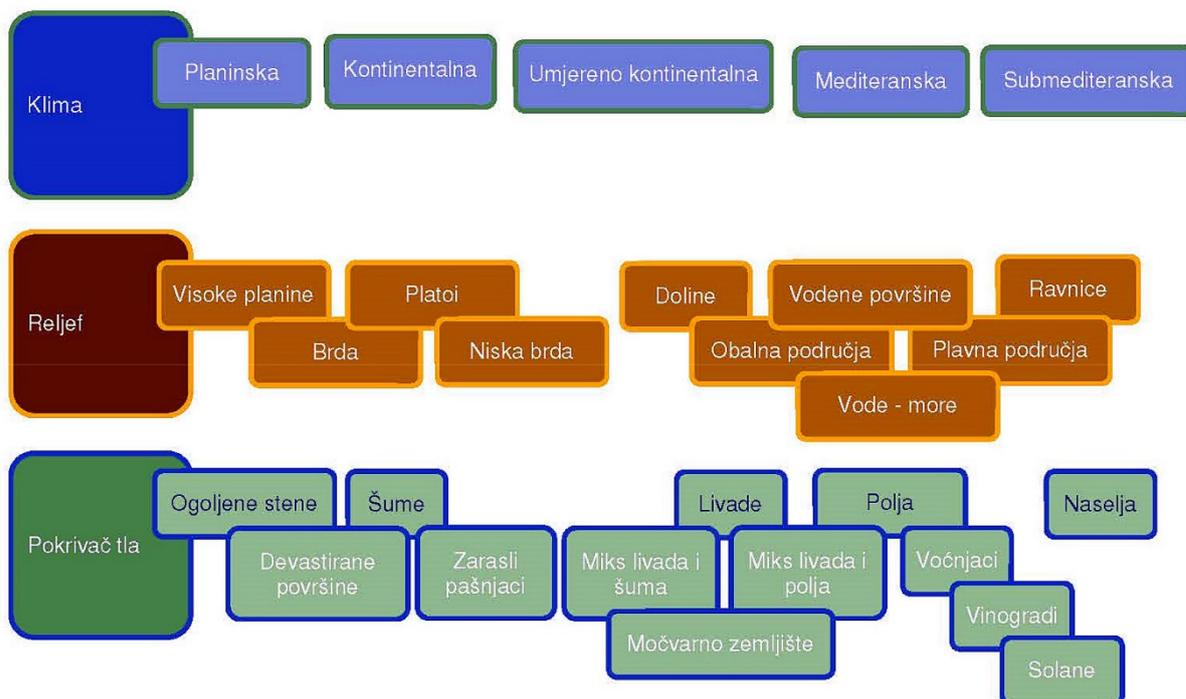 Klima
Planinska
Kontinentalna
Umjereno kontinentalna
Mediteranska
Submediteranska
Reljef
Visoke planine
Platoi
Doline
Vodene površine
Ravnice
Brda
Niska brda
Obalna područja
Plavna područja
Vode - more
Pokrivač tla
Ogoljene stene
Šume
Livade
Polja
Naselja
Devastirane
površine
Zarasli
pašnjaci
Miks livada i
šuma
Miks livada i
polja
Voćnjaci
Močvarno zemljište
Vinogradi
Solane